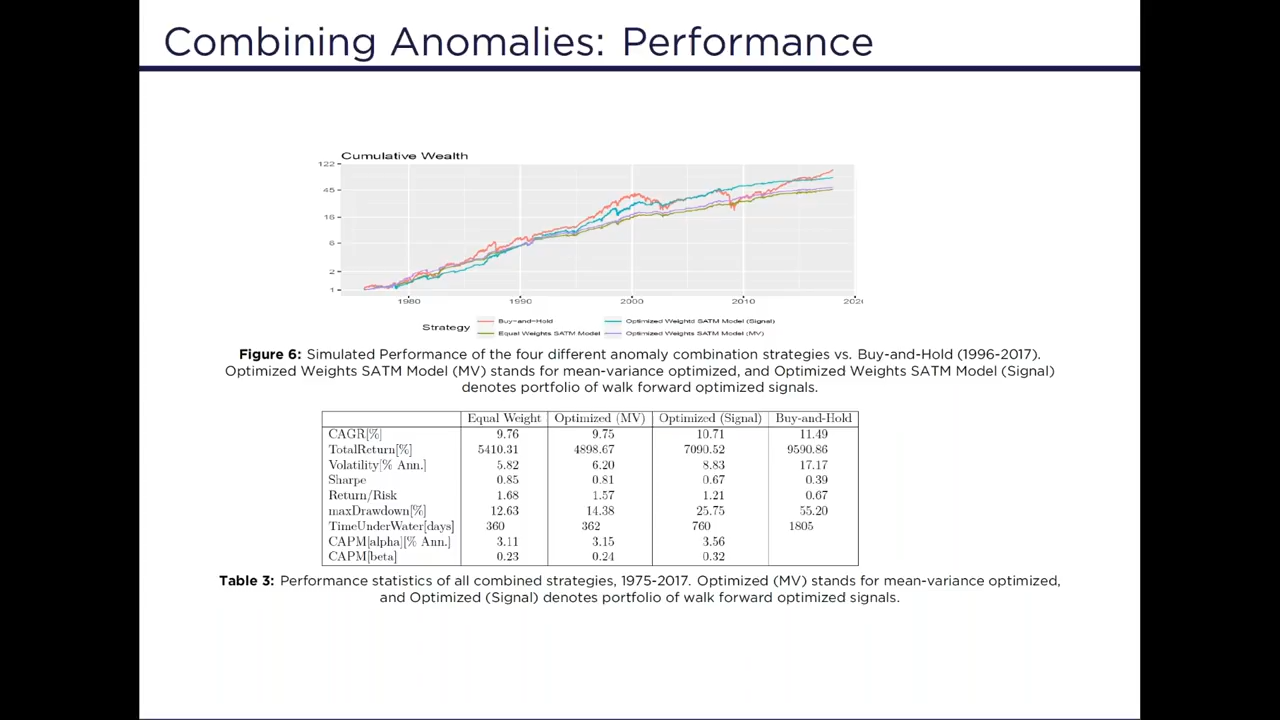 Combining Anomalies: Performance
Cumulative Wealth
122
45
16
6
2
1
1980 1990 2000 2010 202
Strategy
Buy-and-Hold
Optimized Weightd SATM Model (Signal)
Equal Weights SATM Model
Optimized Weights SATM Model (MV)
Figure 6: Simulated Performance of the four different anomaly combination strategies vs. Buy-and-Hold (1996-2017).
Optimized Weights SATM Model (MV) stands for mean-variance optimized, and Optimized Weights SATM Model (Signal)
denotes portfolio of walk forward optimized signals.
Equal Weight Optimized (MV) Optimized (Signal) Buy-and-Hold
CAGR[%] 9.76 9.75 10.71 11.49
TotalReturn[%] 5410.31 4898.67 7090.52 9590.86
Volatility[% Ann.] 5.82 6.20 8.83 17.17
Sharpe 0.85 0.81 0.67 0.39
Return/Risk 1.68 1.57 1.21 0.67
maxDrawdown[%] 12.63 14.38 25.75 55.20
TimeUnderWater[days] 360 362 760 1805
CAPM[alpha][% Ann.] 3.11 3.15 3.56
CAPM[beta] 0.23 0.24 0.32
Table 3: Performance statistics of all combined strategies, 1975-2017. Optimized (MV) stands for mean-variance optimized,
and Optimized (Signal) denotes portfolio of walk forward optimized signals.